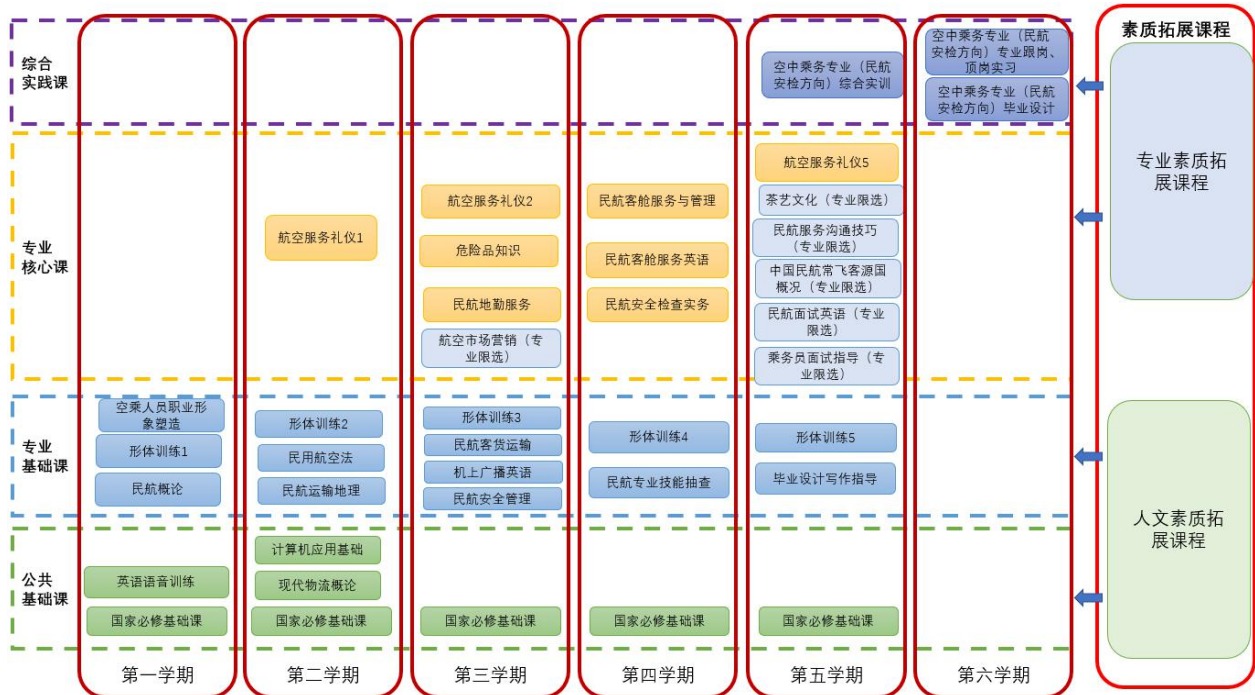 综合
实践课
空中乘务专业（民航
安检方向）综合实训
空中乘务专业（民航
安检方向）专业跟岗、
顶岗实习
空中乘务专业（民航
安检方向）毕业设计
专业
核心课
航空服务礼仪1
航空服务礼仪2
危险品知识
民航地勤服务
航空市场营销（专
业限选）
民航客舱服务与管理
民航客舱服务英语
民航安全检查实务
航空服务礼仪5
茶艺文化（专业限选）
民航服务沟通技巧
（专业限选）
中国民航常飞客源国
概况（专业限选）
民航面试英语（专业
限选）
乘务员面试指导（专
业限选）
专业
基础课
空乘人员职业形
象塑造
形体训练1
民航概论
形体训练2
民用航空法
民航运输地理
形体训练3
民航客货运输
机上广播英语
民航安全管理
形体训练4
民航专业技能抽查
形体训练5
毕业设计写作指导
公共
基础课
英语语音训练
国家必修基础课
计算机应用基础
现代物流概论
国家必修基础课
国家必修基础课
国家必修基础课
国家必修基础课
第一学期
第二学期
第三学期
第四学期
第五学期
第六学期
素质拓展课程
专业素质拓
展课程
人文素质拓
展课程